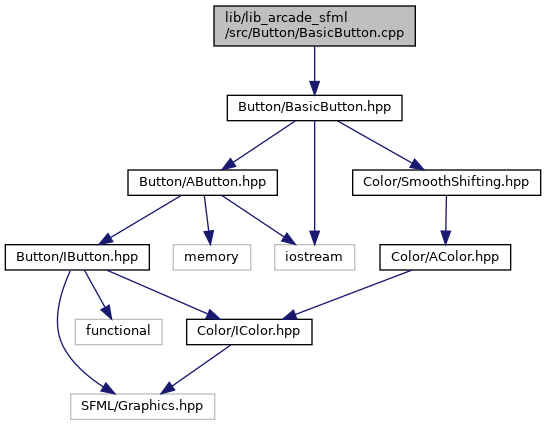 lib/lib_arcade_sfml
/src/Button/BasicButton.cpp
Button/BasicButton.hpp
Button/AButton.hpp
Color/SmoothShifting.hpp
Button/IButton.hpp
memory
iostream
Color/AColor.hpp
functional
Color/IColor.hpp
SFML/Graphics.hpp